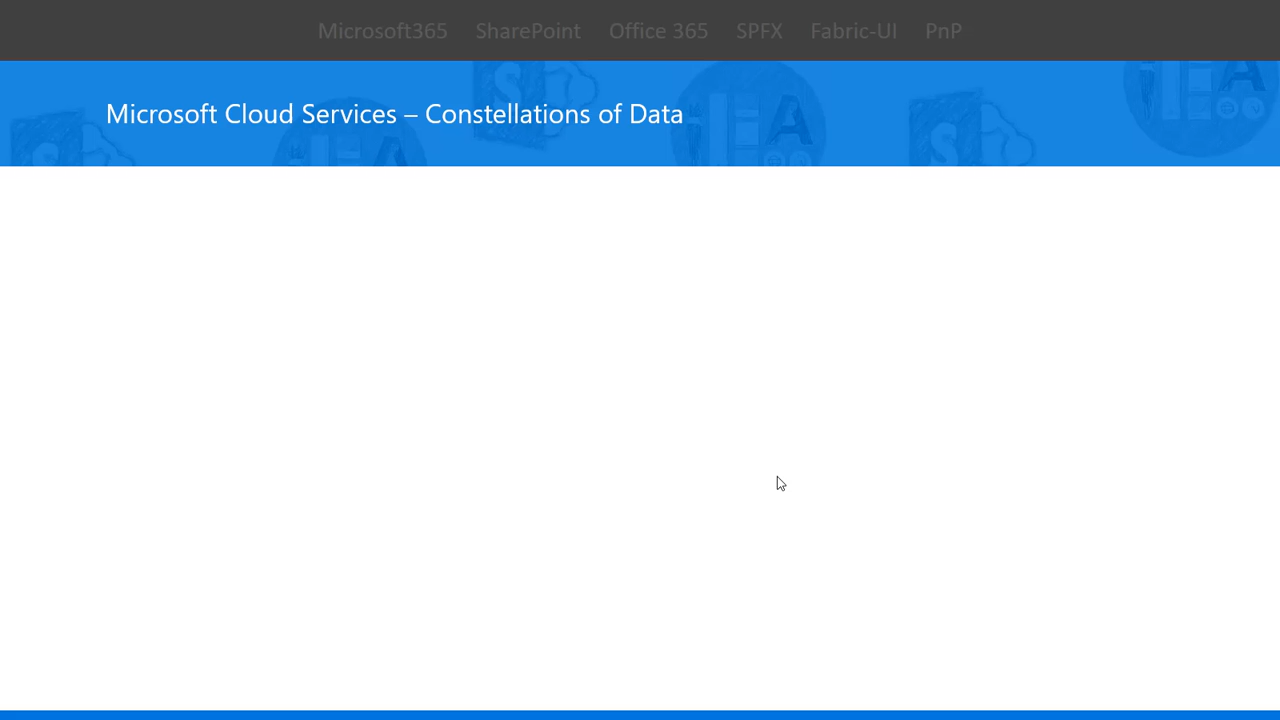 Microsoft365 SharePoint Office 365 SPFX Fabric-UI PnP
Microsoft Cloud Services – Constellations of Data